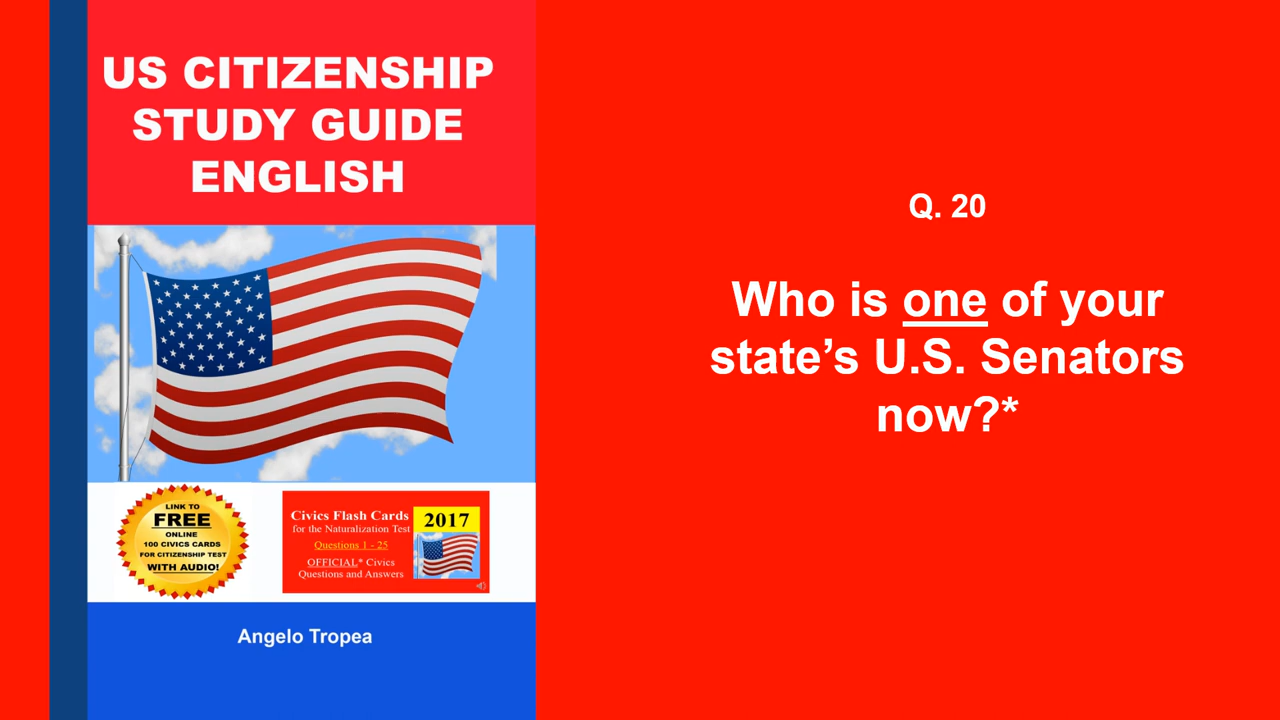 US CITIZENSHIP
STUDY GUIDE
ENGLISH
LINK TO
FREE
ONLINE
100 CIVICS CARDS
FOR CITIZENSHIP TEST
WITH AUDIO!
Civics Flash Cards
for the Naturalization Test
Questions 1 - 25
OFFICIAL* Civics
Questions and Answers
2017
Angelo Tropea
Q. 20
Who is one of your
state’s U.S. Senators
now?*